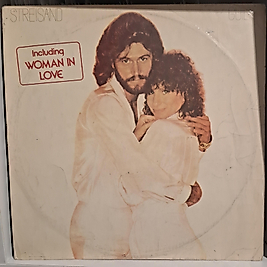 STREISAND
Including
WOMAN IN
LOVE